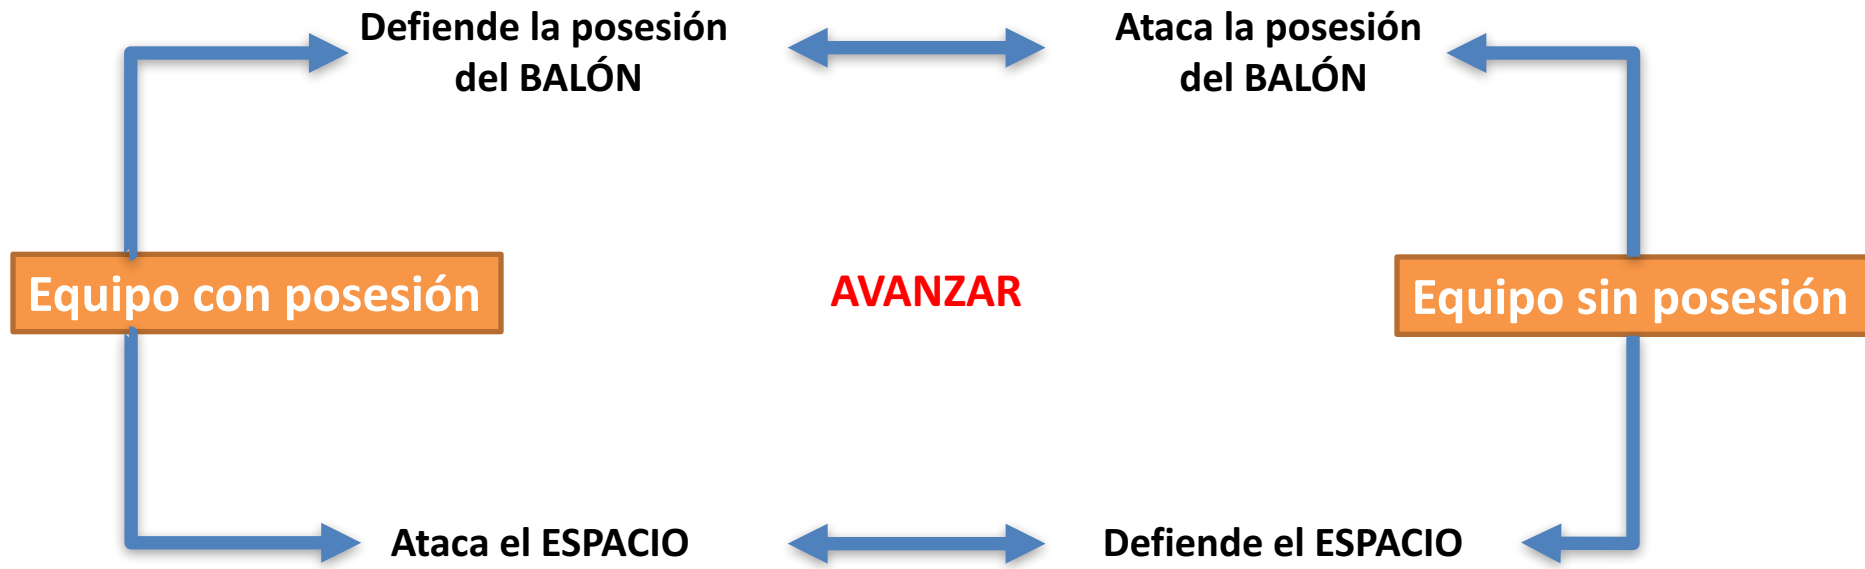 Defiende la posesión
del BALÓN
Ataca la posesión
del BALÓN
Equipo con posesión
AVANZAR
Equipo sin posesión
Ataca el ESPACIO
Defiende el ESPACIO